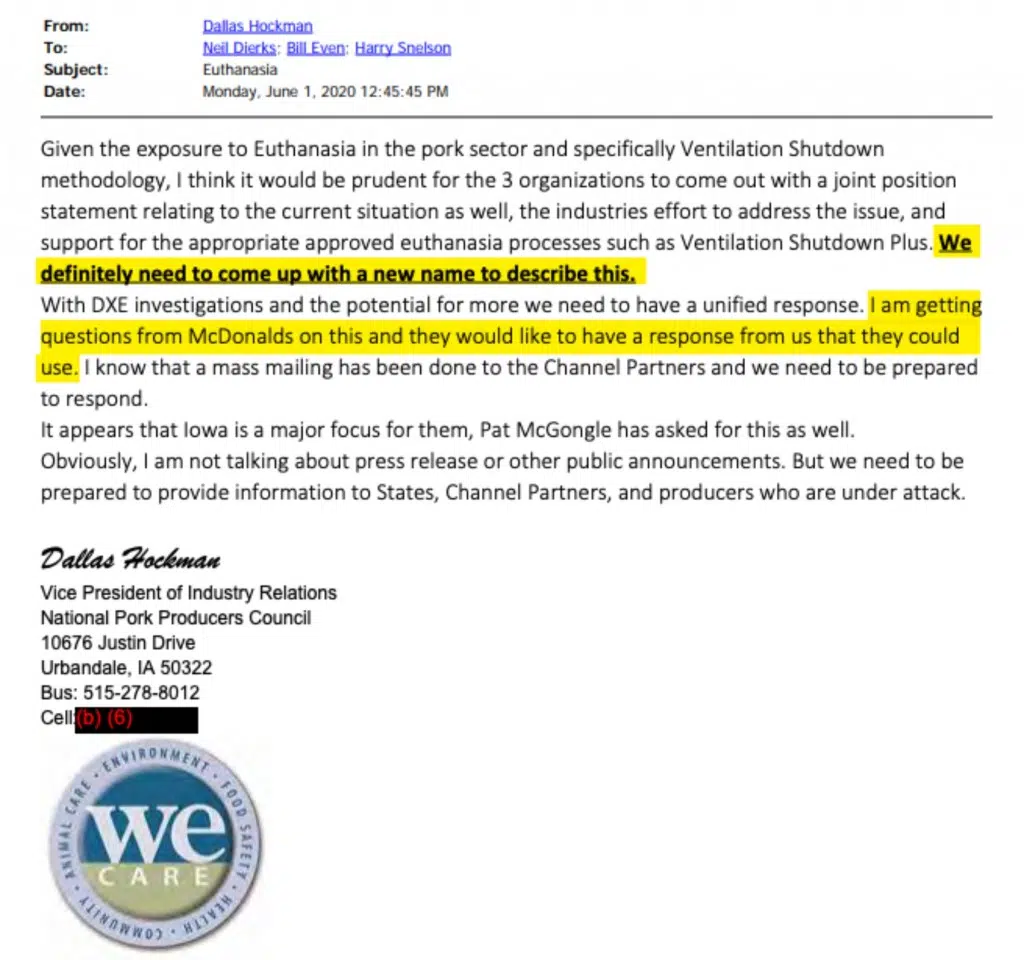 From: Dallas Hockman
To: Neil Dierks; Bill Even; Harry Snelson
Subject: Euthanasia
Date: Monday, June 1, 2020 12:45:45 PM
Given the exposure to Euthanasia in the pork sector and specifically Ventilation Shutdown
methodology, I think it would be prudent for the 3 organizations to come out with a joint position
statement relating to the current situation as well, the industries effort to address the issue, and
support for the appropriate approved euthanasia processes such as Ventilation Shutdown Plus. We
definitely need to come up with a new name to describe this.
With DXE investigations and the potential for more we need to have a unified response. I am getting
questions from McDonalds on this and they would like to have a response from us that they could
use. I know that a mass mailing has been done to the Channel Partners and we need to be prepared
to respond.
It appears that Iowa is a major focus for them, Pat McGongle has asked for this as well.
Obviously, I am not talking about press release or other public announcements. But we need to be
prepared to provide information to States, Channel Partners, and producers who are under attack.
Dallas Hockman
Vice President of Industry Relations
National Pork Producers Council
10676 Justin Drive
Urbandale, IA 50322
Bus: 515-278-8012
Cell:(b) (6)
ANIMAL CARE · ENVIRONMENT · FOOD SAFETY · HEALTH · COMMUNITY ·
we
CARE